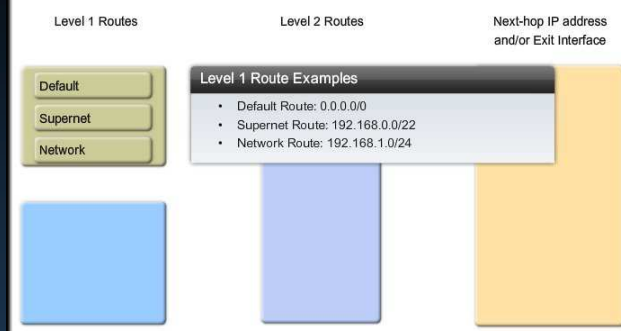 Level 1 Routes
Level 2 Routes
Next-hop IP address
and/or Exit Interface
Default
Supernet
Network
Level 1 Route Examples
• Default Route: 0.0.0.0/0
• Supernet Route: 192.168.0.0/22
• Network Route: 192.168.1.0/24